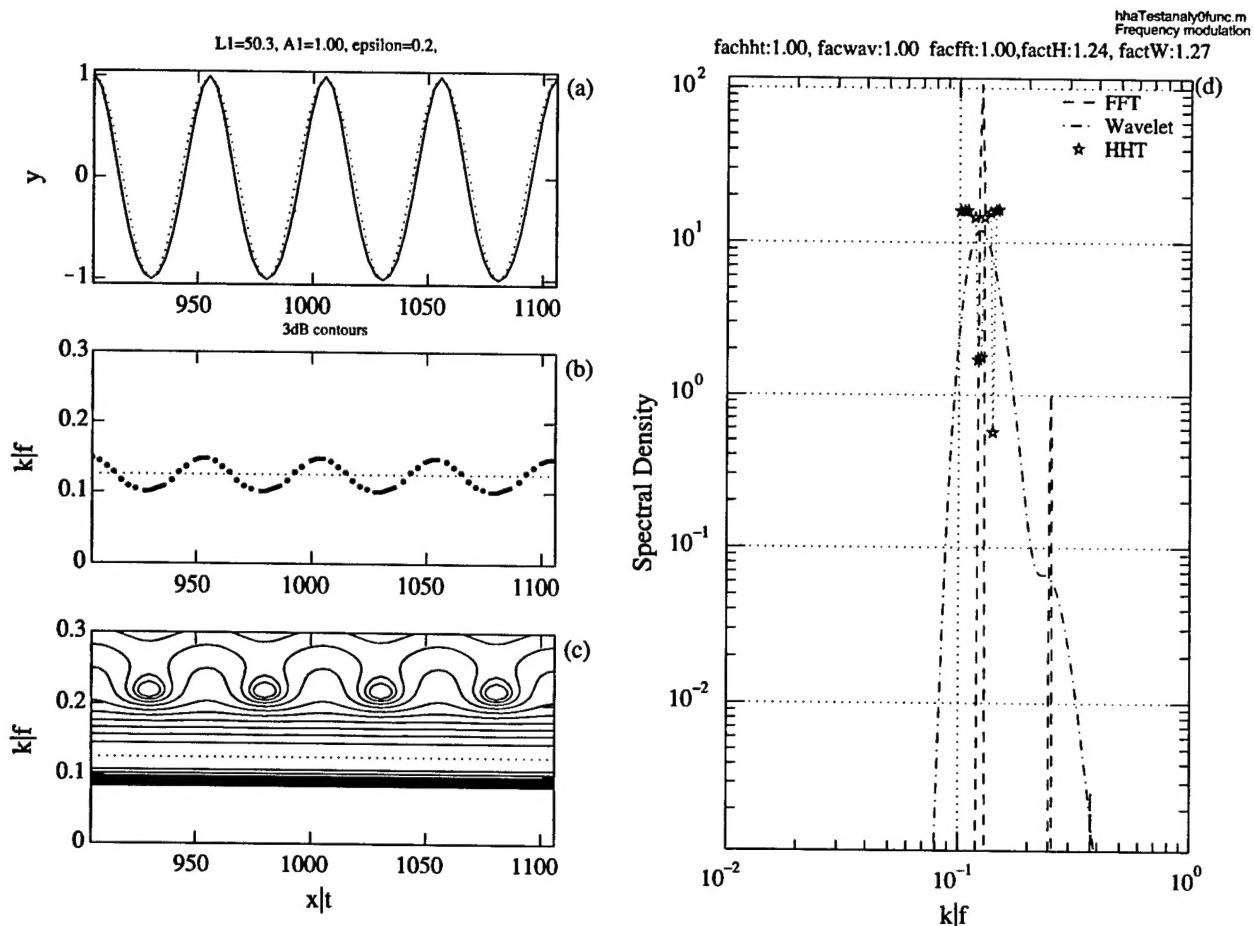 hhaTestanaly0func.m
Frequency modulation
L1=50.3, A1=1.00, epsilon=0.2,
fachht:1.00, facwav:1.00 facfft:1.00,factH:1.24, factW:1.27
(a)
y
1
0
−1
950 1000 1050 1100
3dB contours
(b)
k|f
0.3
0.2
0.1
0
950 1000 1050 1100
(c)
k|f
0.3
0.2
0.1
0
950 1000 1050 1100
x|t
(d)
FFT
Wavelet
HHT
Spectral Density
10^2
10^1
10^0
10^−1
10^−2
10^−2 10^−1 10^0
k|f